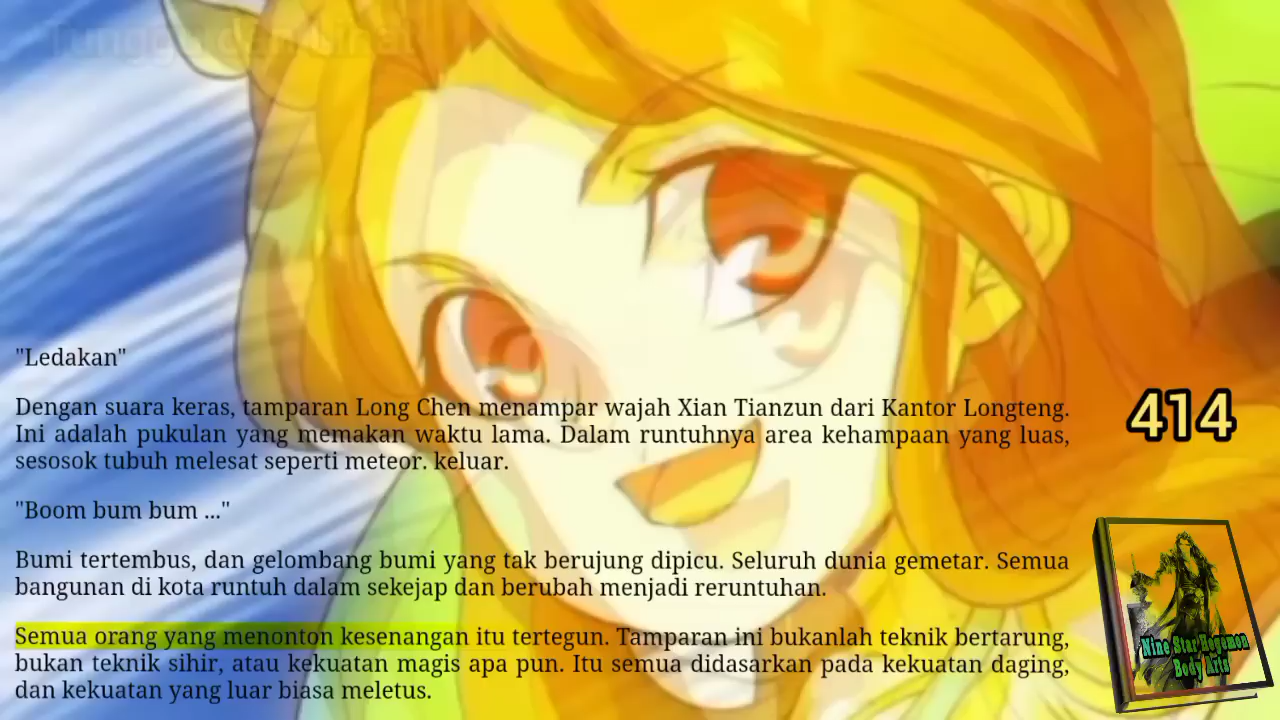 Tunggu dan Lihat
"Ledakan"
Dengan suara keras, tamparan Long Chen menampar wajah Xian Tianzun dari Kantor Longteng.
Ini adalah pukulan yang memakan waktu lama. Dalam runtuhnya area kehampaan yang luas,
sesosok tubuh melesat seperti meteor. keluar.
414
"Boom bum bum ..."
Bumi tertembus, dan gelombang bumi yang tak berujung dipicu. Seluruh dunia gemetar. Semua
bangunan di kota runtuh dalam sekejap dan berubah menjadi reruntuhan.
Semua orang yang menonton kesenangan itu tertegun. Tamparan ini bukanlah teknik bertarung,
bukan teknik sihir, atau kekuatan magis apa pun. Itu semua didasarkan pada kekuatan daging,
dan kekuatan yang luar biasa meletus.
Nine Star Hegemon
Body Arts